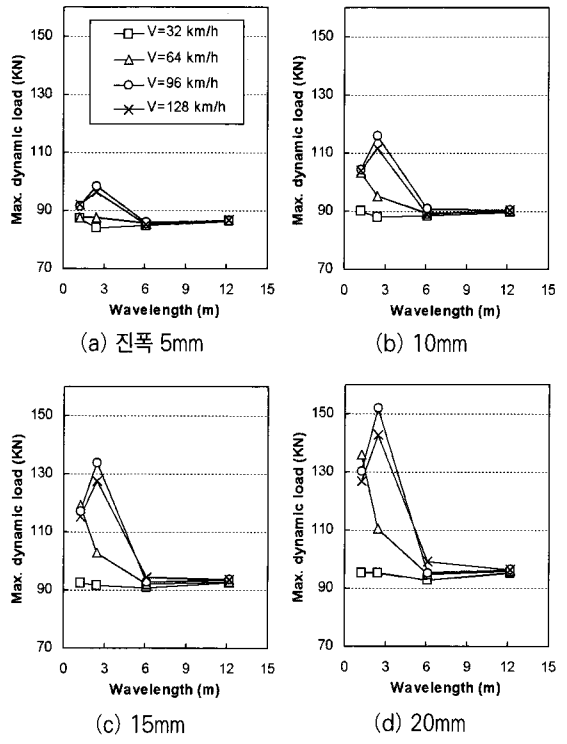 150
130
110
90
70
Max. dynamic load (KN)
V=32 km/h
V=64 km/h
V=96 km/h
V=128 km/h
0 3 6 9 12 15
Wavelength (m)
(a) 진폭 5mm
150
130
110
90
70
Max. dynamic load (KN)
0 3 6 9 12 15
Wavelength (m)
(b) 10mm
150
130
110
90
70
Max. dynamic load (KN)
0 3 6 9 12 15
Wavelength (m)
(c) 15mm
150
130
110
90
70
Max. dynamic load (KN)
0 3 6 9 12 15
Wavelength (m)
(d) 20mm